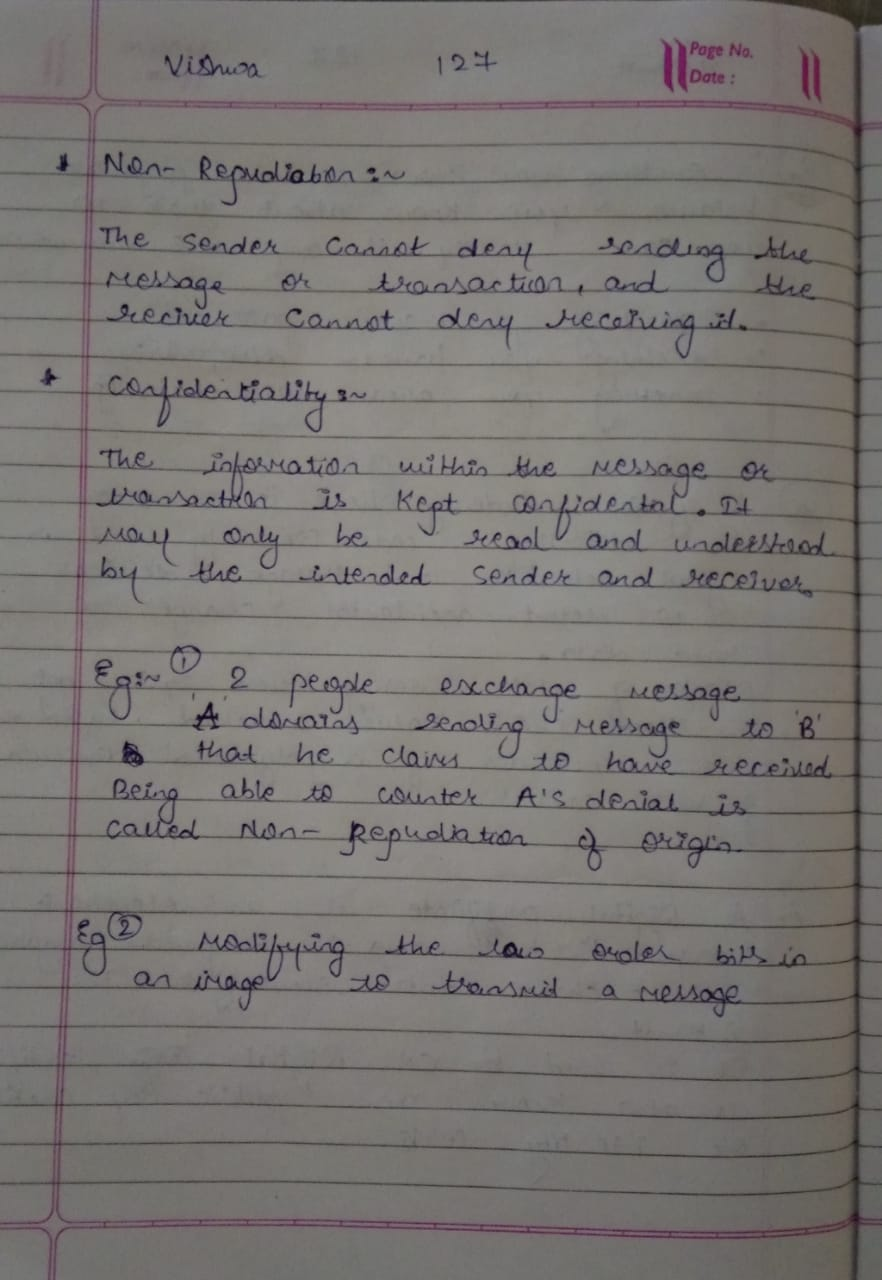 Vishwa 127
Page No.
Date :
* Non- Repudiation :~
The sender cannot deny sending the
message or transaction, and the
reciver cannot deny receiving it.
* Confidentiality :~
The information within the message or
transaction is kept confidental. It
may only be read and understood
by the intended sender and receiver.
Eg:~ ① 2 people exchange message
'A' domains sending message to 'B'
that he claims to have received
Being able to counter A's denial is
called Non- Repudiation of origin.
Eg ② Modifying the low order bits in
an image to transmit a message